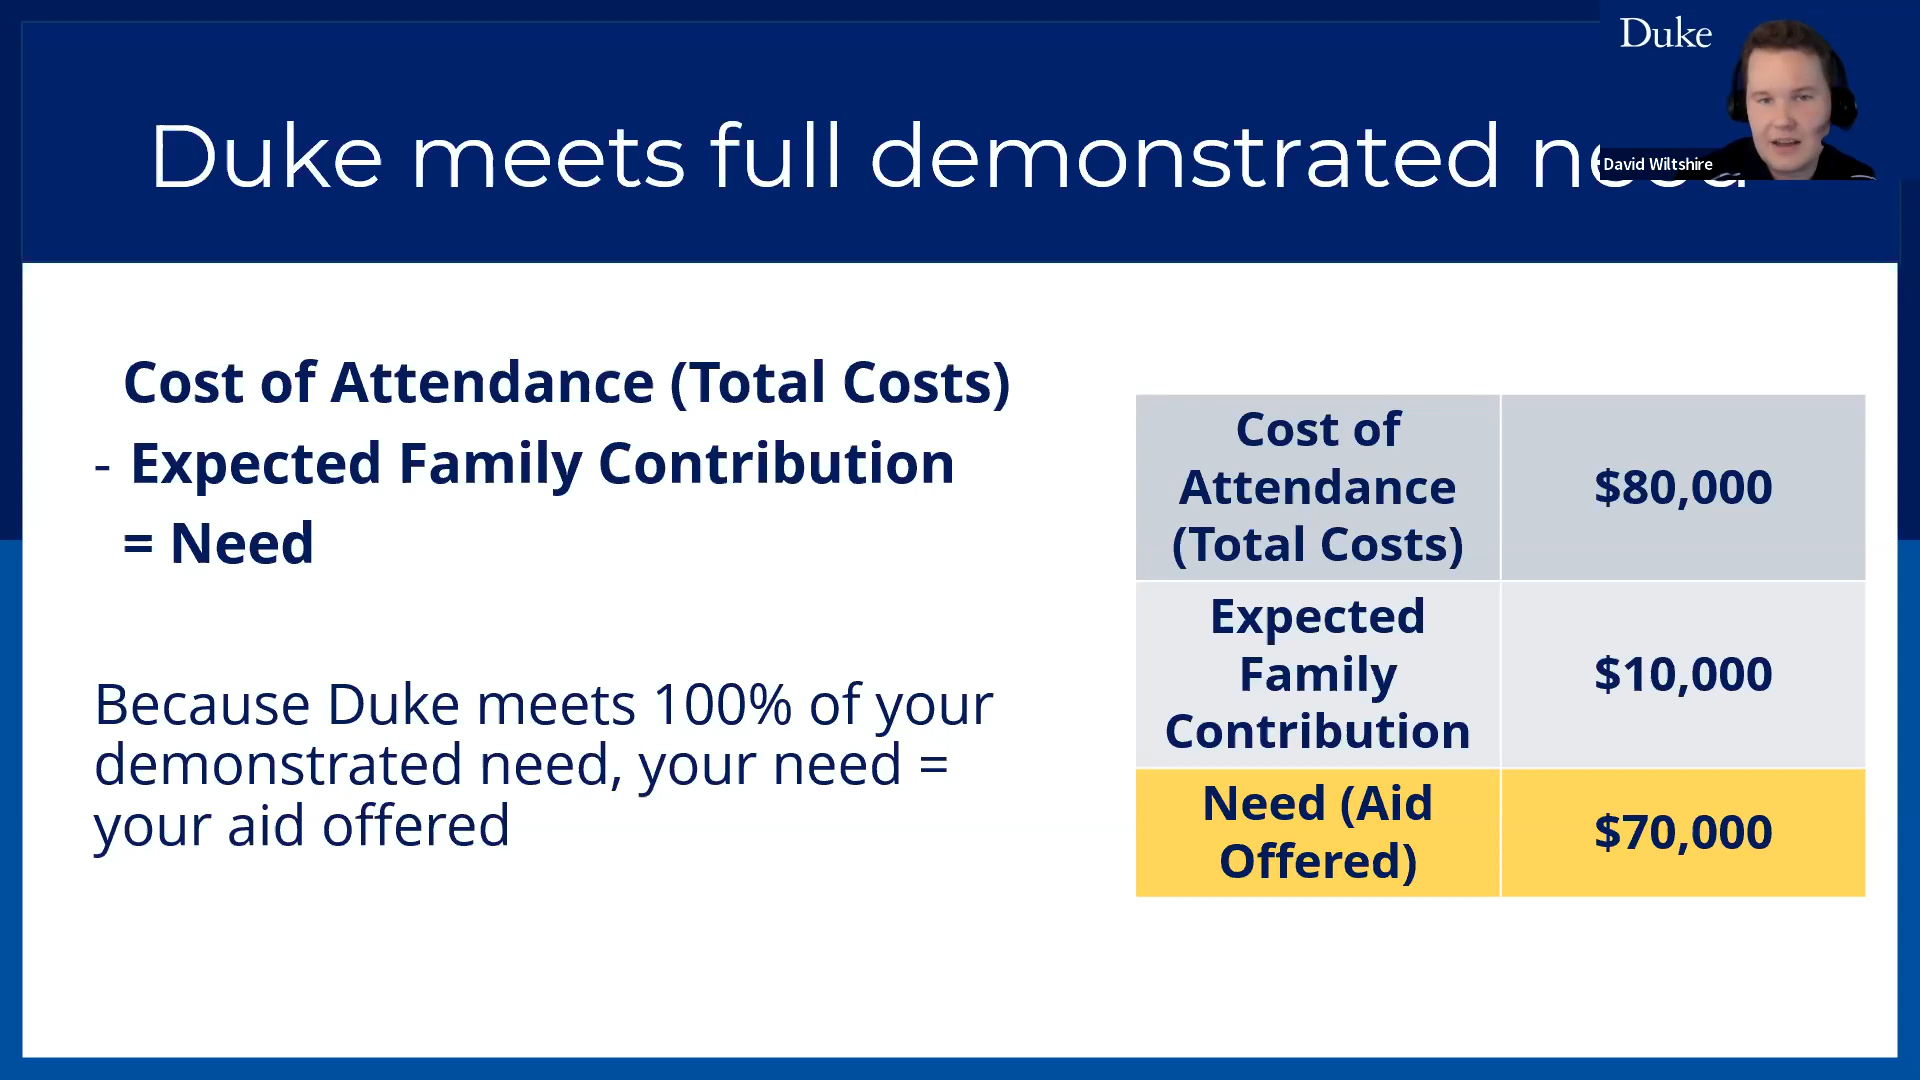 Duke
Duke meets full demonstrated need
David Wiltshire
Cost of Attendance (Total Costs)
- Expected Family Contribution
= Need
Because Duke meets 100% of your
demonstrated need, your need =
your aid offered
Cost of
Attendance
(Total Costs)
$80,000
Expected
Family
Contribution
$10,000
Need (Aid
Offered)
$70,000